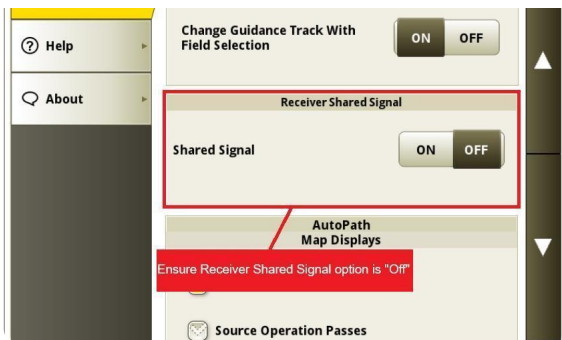 Help
About
Change Guidance Track With
Field Selection
ON OFF
Receiver Shared Signal
Shared Signal
ON OFF
AutoPath
Map Displays
Ensure Receiver Shared Signal option is "Off"
Source Operation Passes